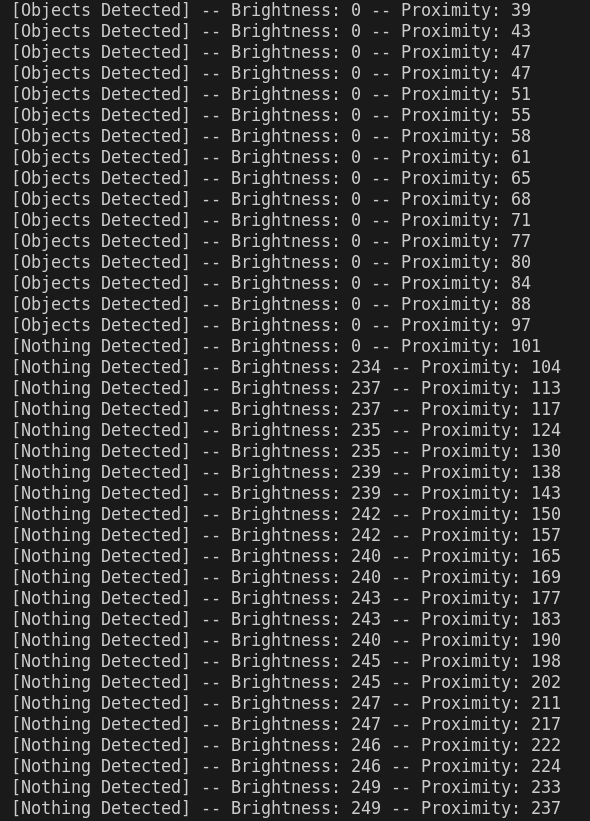 [Objects Detected] -- Brightness: 0 -- Proximity: 39
[Objects Detected] -- Brightness: 0 -- Proximity: 43
[Objects Detected] -- Brightness: 0 -- Proximity: 47
[Objects Detected] -- Brightness: 0 -- Proximity: 47
[Objects Detected] -- Brightness: 0 -- Proximity: 51
[Objects Detected] -- Brightness: 0 -- Proximity: 55
[Objects Detected] -- Brightness: 0 -- Proximity: 58
[Objects Detected] -- Brightness: 0 -- Proximity: 61
[Objects Detected] -- Brightness: 0 -- Proximity: 65
[Objects Detected] -- Brightness: 0 -- Proximity: 68
[Objects Detected] -- Brightness: 0 -- Proximity: 71
[Objects Detected] -- Brightness: 0 -- Proximity: 77
[Objects Detected] -- Brightness: 0 -- Proximity: 80
[Objects Detected] -- Brightness: 0 -- Proximity: 84
[Objects Detected] -- Brightness: 0 -- Proximity: 88
[Objects Detected] -- Brightness: 0 -- Proximity: 97
[Nothing Detected] -- Brightness: 0 -- Proximity: 101
[Nothing Detected] -- Brightness: 234 -- Proximity: 104
[Nothing Detected] -- Brightness: 237 -- Proximity: 113
[Nothing Detected] -- Brightness: 237 -- Proximity: 117
[Nothing Detected] -- Brightness: 235 -- Proximity: 124
[Nothing Detected] -- Brightness: 235 -- Proximity: 130
[Nothing Detected] -- Brightness: 239 -- Proximity: 138
[Nothing Detected] -- Brightness: 239 -- Proximity: 143
[Nothing Detected] -- Brightness: 242 -- Proximity: 150
[Nothing Detected] -- Brightness: 242 -- Proximity: 157
[Nothing Detected] -- Brightness: 240 -- Proximity: 165
[Nothing Detected] -- Brightness: 240 -- Proximity: 169
[Nothing Detected] -- Brightness: 243 -- Proximity: 177
[Nothing Detected] -- Brightness: 243 -- Proximity: 183
[Nothing Detected] -- Brightness: 240 -- Proximity: 190
[Nothing Detected] -- Brightness: 245 -- Proximity: 198
[Nothing Detected] -- Brightness: 245 -- Proximity: 202
[Nothing Detected] -- Brightness: 247 -- Proximity: 211
[Nothing Detected] -- Brightness: 247 -- Proximity: 217
[Nothing Detected] -- Brightness: 246 -- Proximity: 222
[Nothing Detected] -- Brightness: 246 -- Proximity: 224
[Nothing Detected] -- Brightness: 249 -- Proximity: 233
[Nothing Detected] -- Brightness: 249 -- Proximity: 237